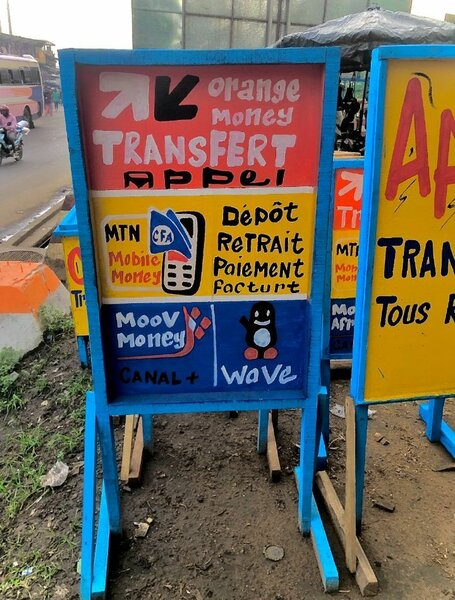 orange
money
TRANSFERT
APPel
MTN
CFA
Mobile
Money
Dépôt
ReTRAIT
Paiement
facturt
MooV
Money
CANAL+
WaVe
TRAN
Tous R